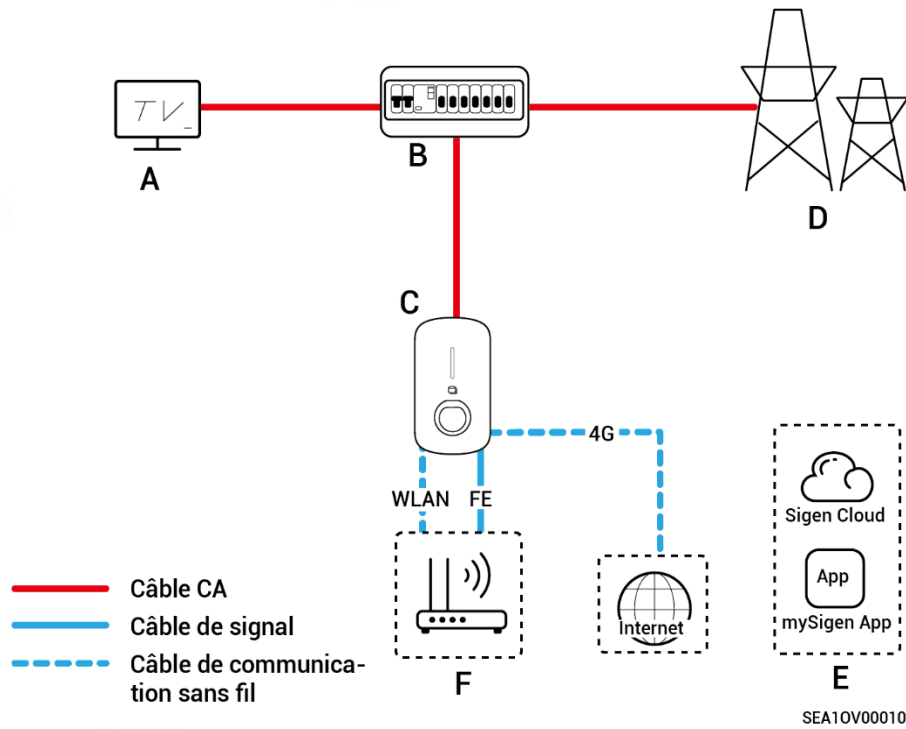 TV
A
B
D
C
4G
WLAN FE
Sigen Cloud
App
mySigen App
Internet
Câble CA
Câble de signal
Câble de communica-
tion sans fil
F
E
SEA1OV00010